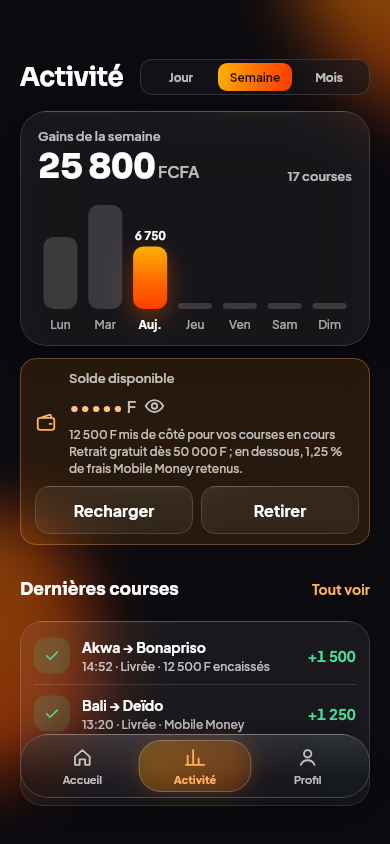 Activité
Jour
Semaine
Mois
Gains de la semaine
25 800 FCFA
17 courses
6 750
Lun
Mar
Auj.
Jeu
Ven
Sam
Dim
Solde disponible
••••• F
12 500 F mis de côté pour vos courses en cours
Retrait gratuit dès 50 000 F ; en dessous, 1,25 %
de frais Mobile Money retenus.
Recharger
Retirer
Dernières courses
Tout voir
Akwa → Bonapriso
14:52 · Livrée · 12 500 F encaissés
+1 500
Bali → Deïdo
13:20 · Livrée · Mobile Money
+1 250
Accueil
Activité
Profil